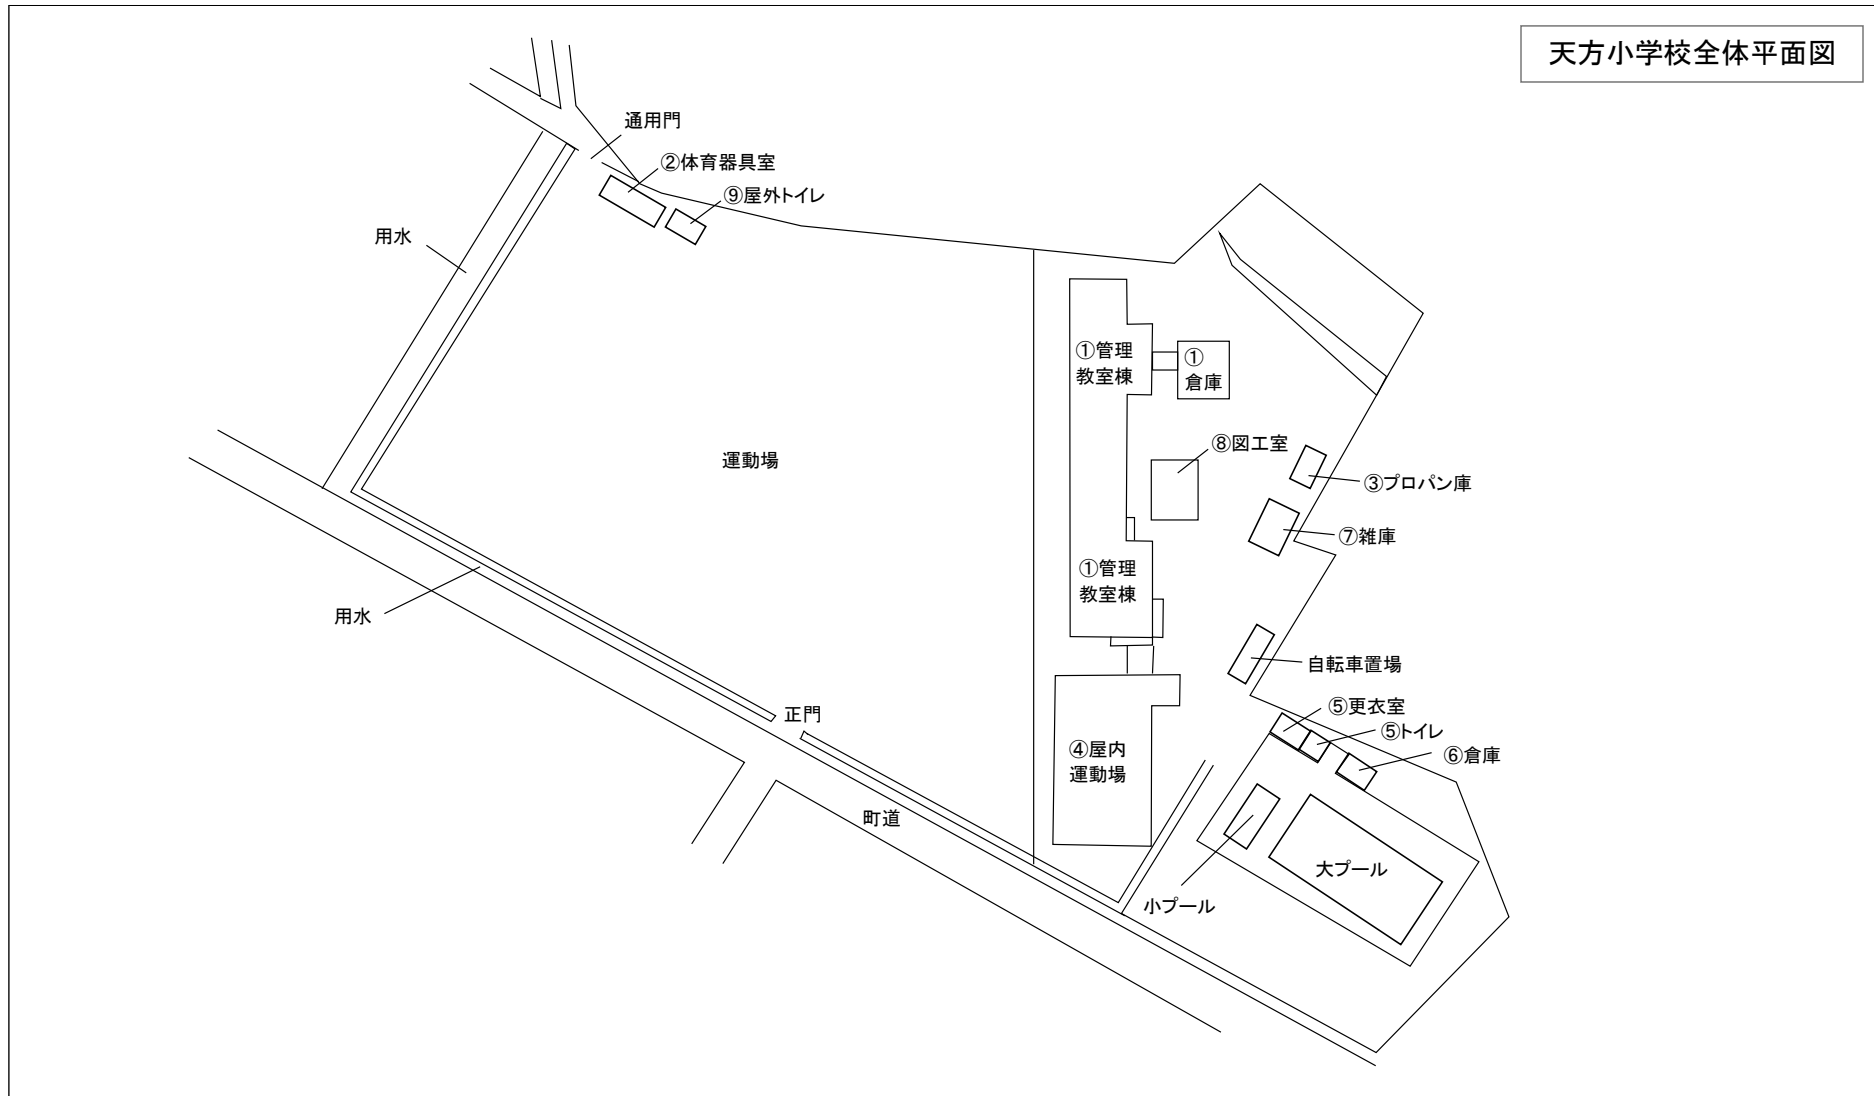 天方小学校全体平面図
通用門
②体育器具室
⑨屋外トイレ
用水
①管理
教室棟
①
倉庫
⑧図工室
運動場
③プロパン庫
⑦雑庫
①管理
教室棟
用水
自転車置場
⑤更衣室
正門
⑤トイレ
④屋内
運動場
⑥倉庫
町道
大プール
小プール